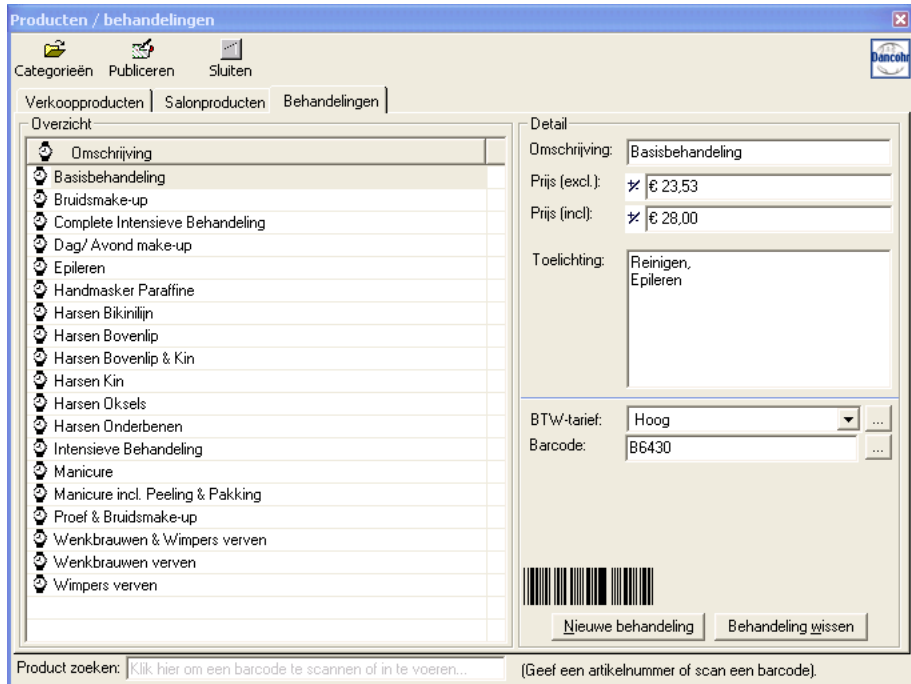 Producten / behandelingen
Categorieën Publiceren Sluiten
Dancohr
Verkoopproducten Salonproducten Behandelingen
Overzicht
Omschrijving
Basisbehandeling
Bruidsmake-up
Complete Intensieve Behandeling
Dag/ Avond make-up
Epileren
Handmasker Paraffine
Harsen Bikinilijn
Harsen Bovenlip
Harsen Bovenlip & Kin
Harsen Kin
Harsen Oksels
Harsen Onderbenen
Intensieve Behandeling
Manicure
Manicure incl. Peeling & Pakking
Proef & Bruidsmake-up
Wenkbrauwen & Wimpers verven
Wenkbrauwen verven
Wimpers verven
Detail
Omschrijving: Basisbehandeling
Prijs (excl.): € 23,53
Prijs (incl): € 28,00
Toelichting: Reinigen,
Epileren
BTW-tarief: Hoog ...
Barcode: B6430 ...
Nieuwe behandeling Behandeling wissen
Product zoeken: Klik hier om een barcode te scannen of in te voeren... (Geef een artikelnummer of scan een barcode).